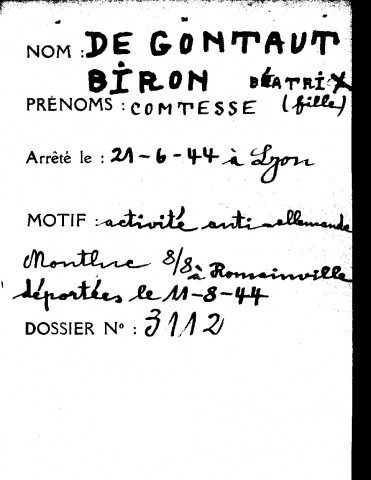 NOM : DE GONTAUT
BIRON BÉATRIX
PRÉNOMS : COMTESSE (fille)
Arrêté le : 21-6-44 à Lyon
MOTIF : activité anti-allemande
Montluc 8/8 à Romainville
déportées le 11-8-44
DOSSIER N° : 3112